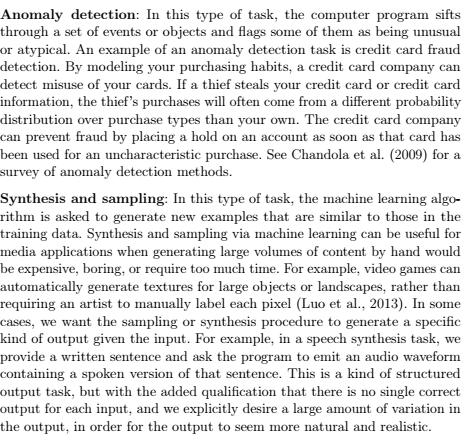 Anomaly detection: In this type of task, the computer program sifts
through a set of events or objects and flags some of them as being unusual
or atypical. An example of an anomaly detection task is credit card fraud
detection. By modeling your purchasing habits, a credit card company can
detect misuse of your cards. If a thief steals your credit card or credit card
information, the thief’s purchases will often come from a different probability
distribution over purchase types than your own. The credit card company
can prevent fraud by placing a hold on an account as soon as that card has
been used for an uncharacteristic purchase. See Chandola et al. (2009) for a
survey of anomaly detection methods.
Synthesis and sampling: In this type of task, the machine learning algo-
rithm is asked to generate new examples that are similar to those in the
training data. Synthesis and sampling via machine learning can be useful for
media applications when generating large volumes of content by hand would
be expensive, boring, or require too much time. For example, video games can
automatically generate textures for large objects or landscapes, rather than
requiring an artist to manually label each pixel (Luo et al., 2013). In some
cases, we want the sampling or synthesis procedure to generate a specific
kind of output given the input. For example, in a speech synthesis task, we
provide a written sentence and ask the program to emit an audio waveform
containing a spoken version of that sentence. This is a kind of structured
output task, but with the added qualification that there is no single correct
output for each input, and we explicitly desire a large amount of variation in
the output, in order for the output to seem more natural and realistic.